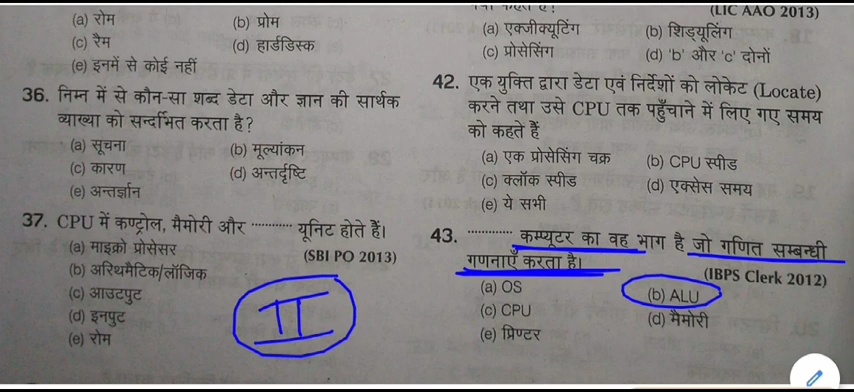 (a) रोम (b) प्रोम
(c) रैम (d) हार्डडिस्क
(e) इनमें से कोई नहीं
36. निम्न में से कौन-सा शब्द डेटा और ज्ञान की सार्थक
व्याख्या को सन्दर्भित करता है?
(a) सूचना (b) मूल्यांकन
(c) कारण (d) अन्तर्दृष्टि
(e) अन्तर्ज्ञान
37. CPU में कण्ट्रोल, मैमोरी और ............ यूनिट होते हैं।
(a) माइक्रो प्रोसेसर (SBI PO 2013)
(b) अरिथमैटिक/लॉजिक
(c) आउटपुट
(d) इनपुट
(e) रोम
II
(LIC AAO 2013)
(a) एक्जीक्यूटिंग (b) शिड्यूलिंग
(c) प्रोसेसिंग (d) 'b' और 'c' दोनों
42. एक युक्ति द्वारा डेटा एवं निर्देशों को लोकेट (Locate)
करने तथा उसे CPU तक पहुँचाने में लिए गए समय
को कहते हैं
(a) एक प्रोसेसिंग चक्र (b) CPU स्पीड
(c) क्लॉक स्पीड (d) एक्सेस समय
(e) ये सभी
43. ............ कम्प्यूटर का वह भाग है जो गणित सम्बन्धी
गणनाएँ करता है।
(IBPS Clerk 2012)
(a) OS (b) ALU
(c) CPU (d) मैमोरी
(e) प्रिण्टर